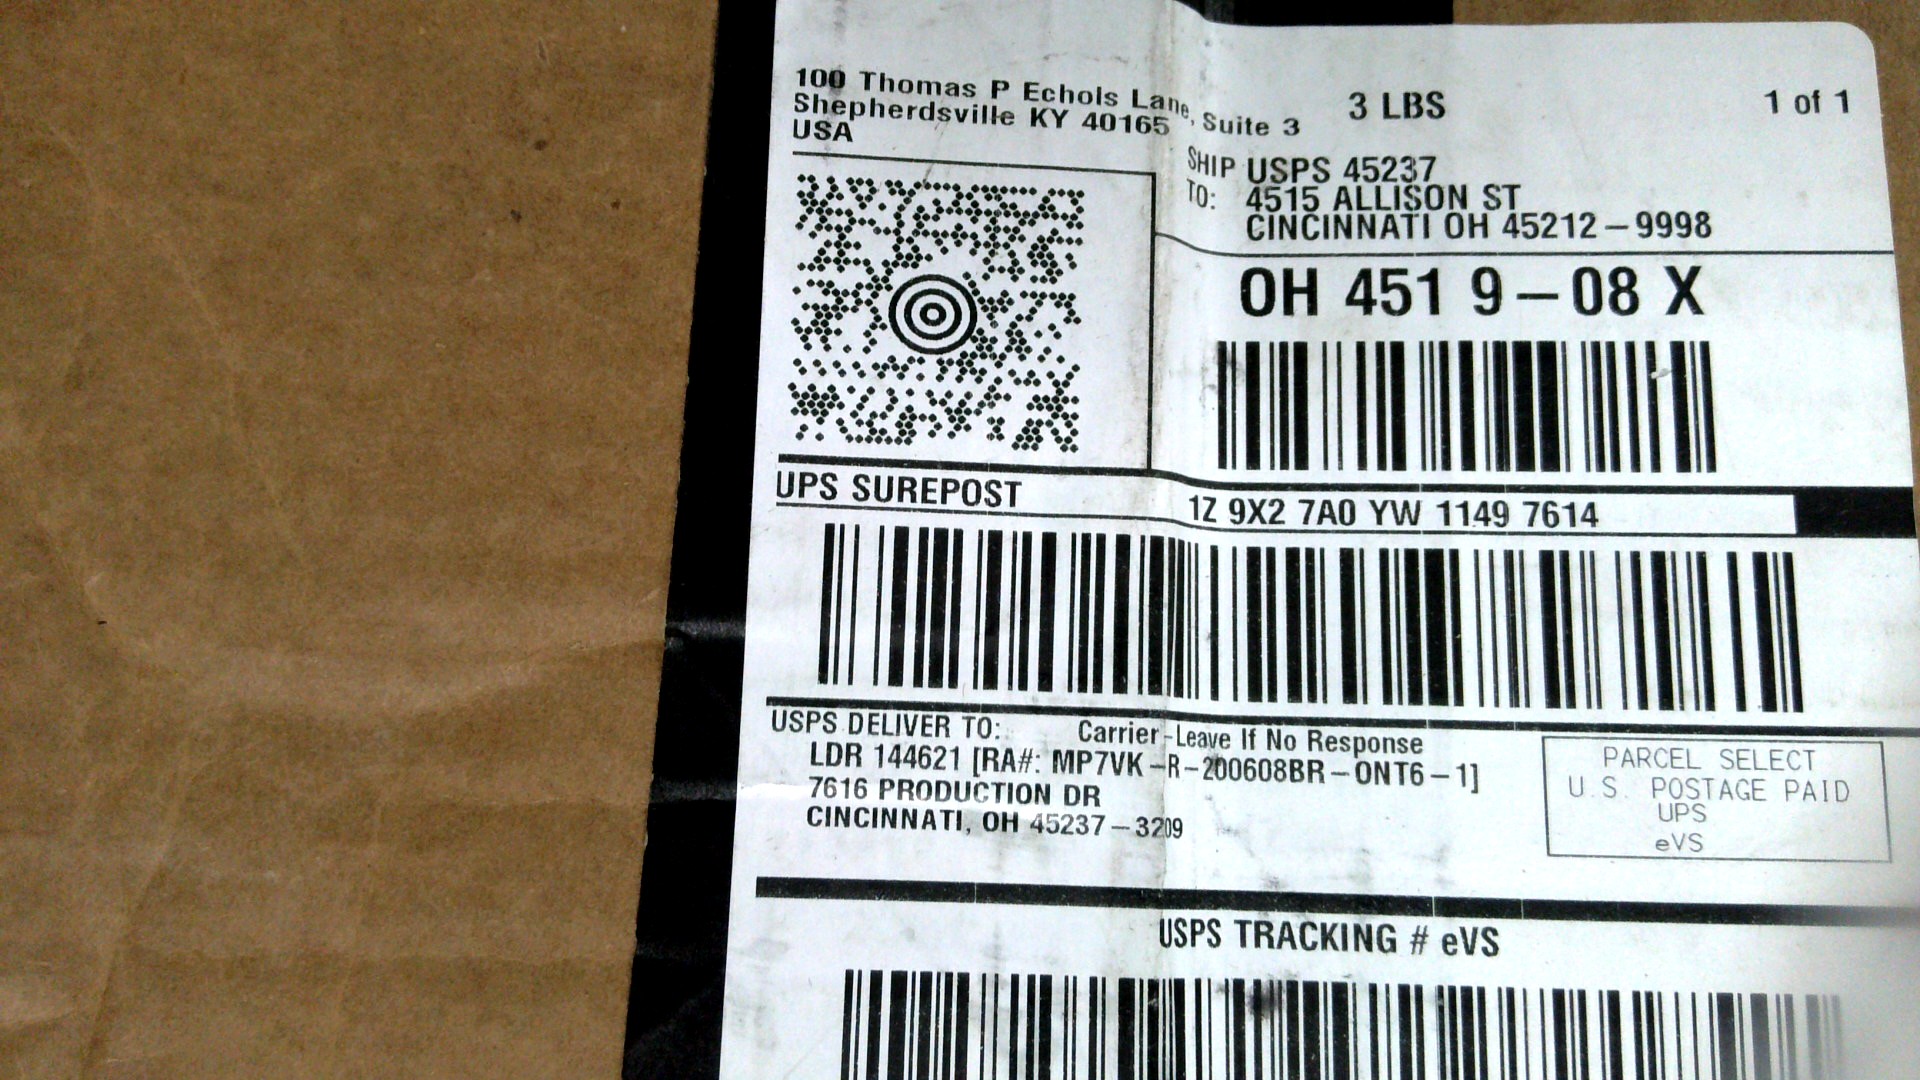 100 Thomas P Echols Lane, Suite 3
Shepherdsville KY 40165
USA
3 LBS
1 of 1
SHIP TO: USPS 45237
4515 ALLISON ST
CINCINNATI OH 45212-9998
OH 451 9-08 X
UPS SUREPOST
1Z 9X2 7A0 YW 1149 7614
USPS DELIVER TO: Carrier-Leave If No Response
LDR 144621 [RA#: MP7VK-R-200608BR-ONT6-1]
7616 PRODUCTION DR
CINCINNATI, OH 45237-3209
PARCEL SELECT
U.S. POSTAGE PAID
UPS
eVS
USPS TRACKING # eVS